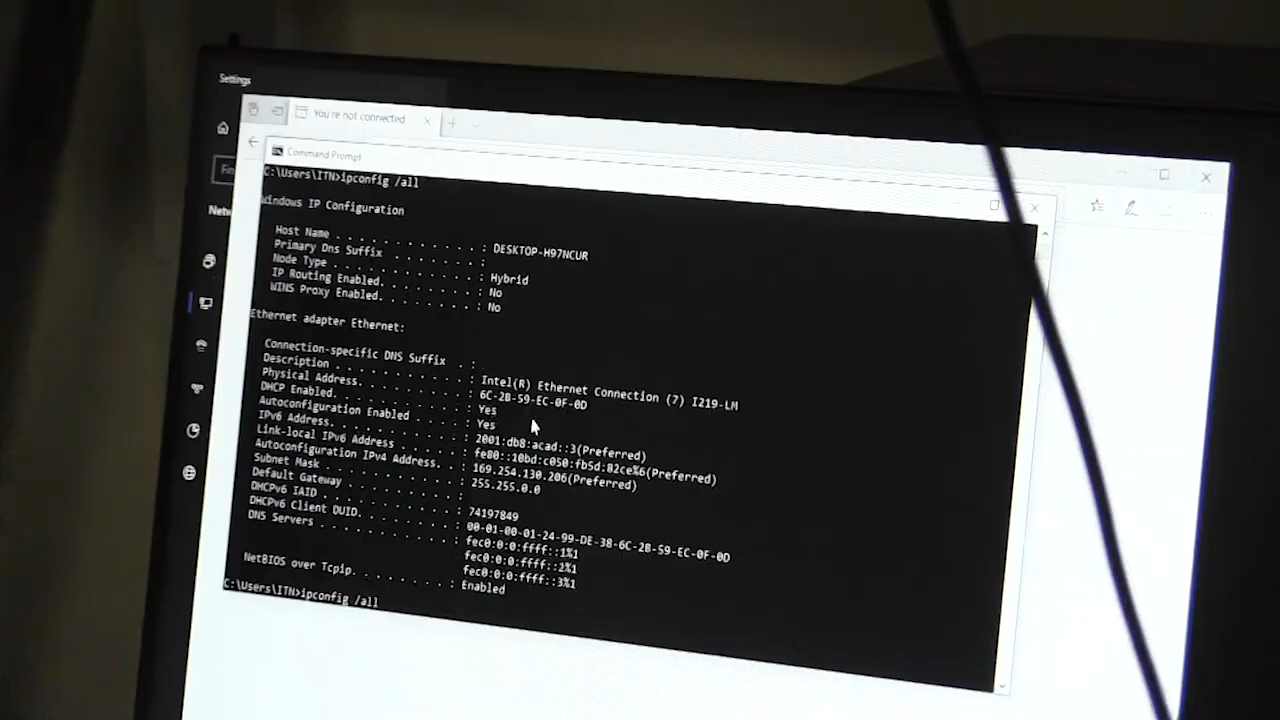 Settings
You're not connected
Command Prompt
C:\Users\ITN>ipconfig /all
Windows IP Configuration
Host Name . . . . . . . . . . . . : DESKTOP-H97NCUR
Primary Dns Suffix . . . . . . . :
Node Type . . . . . . . . . . . . : Hybrid
IP Routing Enabled. . . . . . . . : No
WINS Proxy Enabled. . . . . . . . : No
Ethernet adapter Ethernet:
Connection-specific DNS Suffix . :
Description . . . . . . . . . . . : Intel(R) Ethernet Connection (7) I219-LM
Physical Address. . . . . . . . . : 6C-2B-59-EC-0F-0D
DHCP Enabled. . . . . . . . . . . : Yes
Autoconfiguration Enabled . . . . : Yes
IPv6 Address. . . . . . . . . . . : 2001:db8:acad::3(Preferred)
Link-local IPv6 Address . . . . . : fe80::10bd:c050:fb5d:82ce%6(Preferred)
Autoconfiguration IPv4 Address. . : 169.254.130.206(Preferred)
Subnet Mask . . . . . . . . . . . : 255.255.0.0
Default Gateway . . . . . . . . . :
DHCPv6 IAID . . . . . . . . . . . : 74197849
DHCPv6 Client DUID. . . . . . . . : 00-01-00-01-24-99-DE-38-6C-2B-59-EC-0F-0D
DNS Servers . . . . . . . . . . . : fec0:0:0:ffff::1%1
fec0:0:0:ffff::2%1
fec0:0:0:ffff::3%1
NetBIOS over Tcpip. . . . . . . . : Enabled
C:\Users\ITN>ipconfig /all